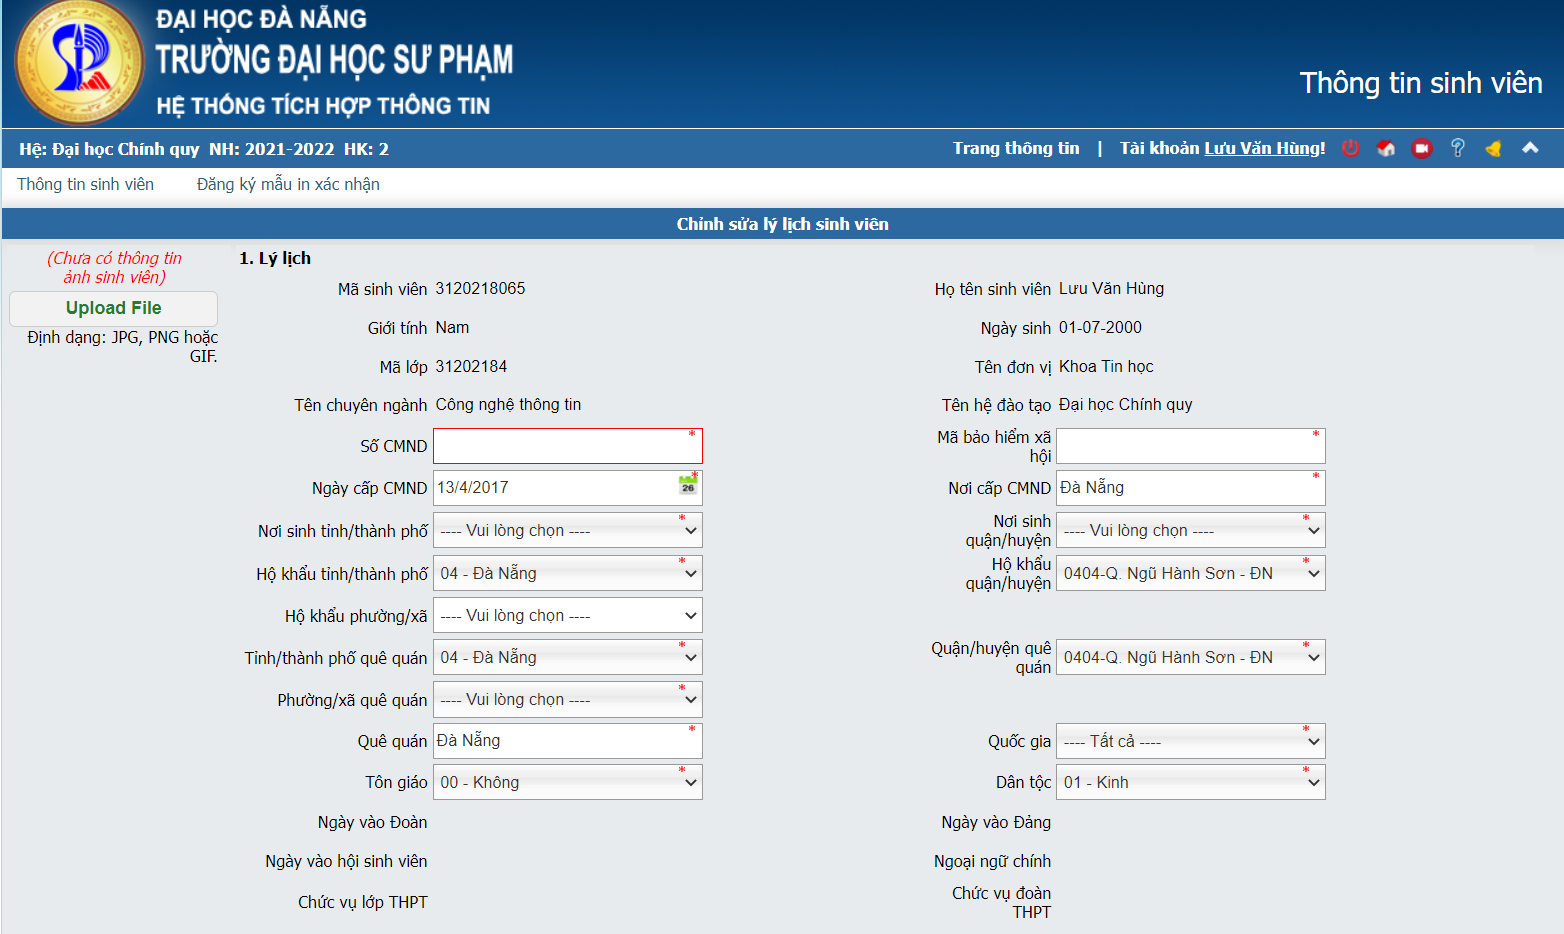 ĐẠI HỌC ĐÀ NẴNG
TRƯỜNG ĐẠI HỌC SƯ PHẠM
HỆ THỐNG TÍCH HỢP THÔNG TIN
Thông tin sinh viên
Hệ: Đại học Chính quy NH: 2021-2022 HK: 2
Trang thông tin | Tài khoản Lưu Văn Hùng!
Thông tin sinh viên Đăng ký mẫu in xác nhận
Chỉnh sửa lý lịch sinh viên
(Chưa có thông tin
ảnh sinh viên)
Upload File
Định dạng: JPG, PNG hoặc
GIF.
1. Lý lịch
Mã sinh viên 3120218065
Họ tên sinh viên Lưu Văn Hùng
Giới tính Nam
Ngày sinh 01-07-2000
Mã lớp 31202184
Tên đơn vị Khoa Tin học
Tên chuyên ngành Công nghệ thông tin
Tên hệ đào tạo Đại học Chính quy
Số CMND *
Mã bảo hiểm xã
hội *
Ngày cấp CMND 13/4/2017 26 *
Nơi cấp CMND Đà Nẵng *
Nơi sinh tỉnh/thành phố ---- Vui lòng chọn ---- *
Nơi sinh
quận/huyện ---- Vui lòng chọn ---- *
Hộ khẩu tỉnh/thành phố 04 - Đà Nẵng *
Hộ khẩu
quận/huyện 0404-Q. Ngũ Hành Sơn - ĐN *
Hộ khẩu phường/xã ---- Vui lòng chọn ----
Tỉnh/thành phố quê quán 04 - Đà Nẵng *
Quận/huyện quê
quán 0404-Q. Ngũ Hành Sơn - ĐN *
Phường/xã quê quán ---- Vui lòng chọn ---- *
Quê quán Đà Nẵng *
Quốc gia ---- Tất cả ---- *
Tôn giáo 00 - Không *
Dân tộc 01 - Kinh *
Ngày vào Đoàn
Ngày vào Đảng
Ngày vào hội sinh viên
Ngoại ngữ chính
Chức vụ lớp THPT
Chức vụ đoàn
THPT